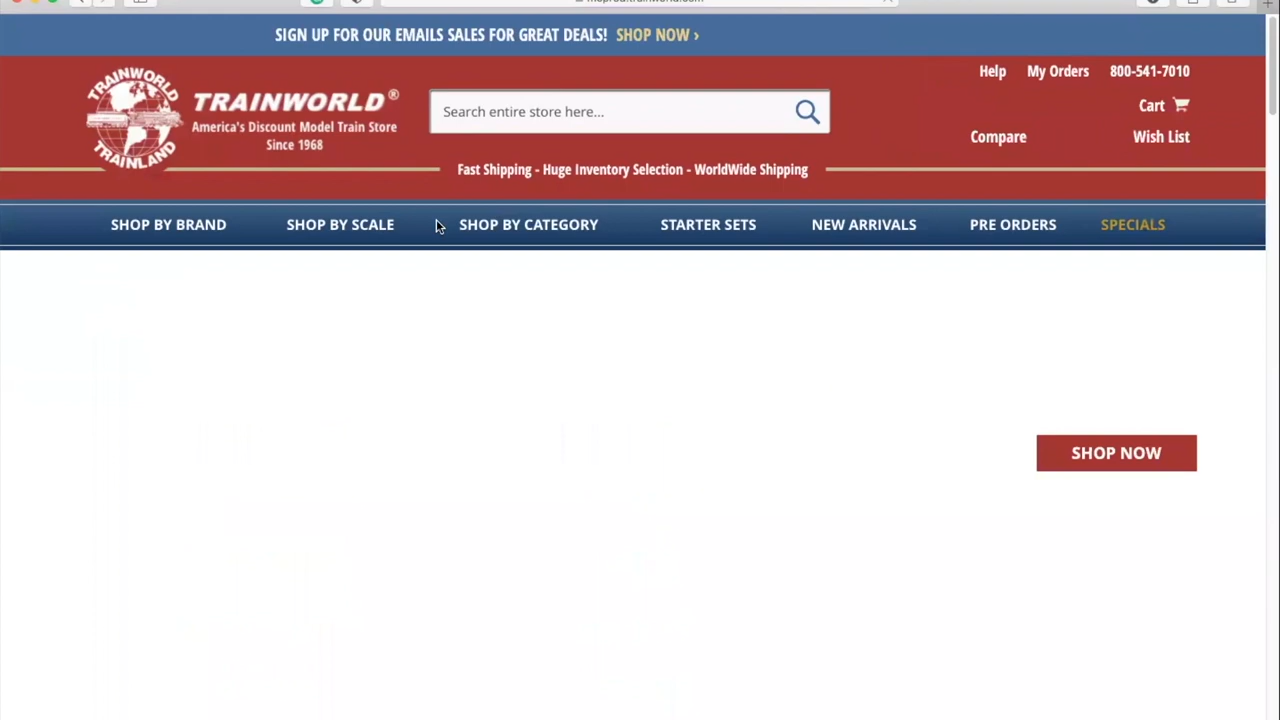 SIGN UP FOR OUR EMAILS SALES FOR GREAT DEALS! SHOP NOW ›
TRAINWORLD
TRAINLAND
TRAINWORLD®
America's Discount Model Train Store
Since 1968
Search entire store here...
Help My Orders 800-541-7010
Cart
Compare Wish List
Fast Shipping - Huge Inventory Selection - WorldWide Shipping
SHOP BY BRAND SHOP BY SCALE SHOP BY CATEGORY STARTER SETS NEW ARRIVALS PRE ORDERS SPECIALS
SHOP NOW